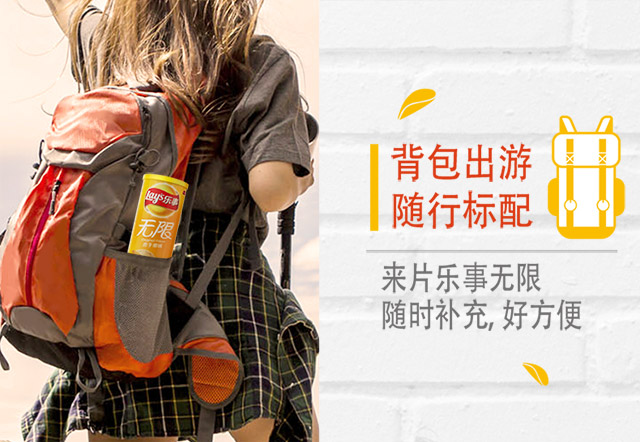 Lay's乐事
无限
背包出游
随行标配
来片乐事无限
随时补充, 好方便